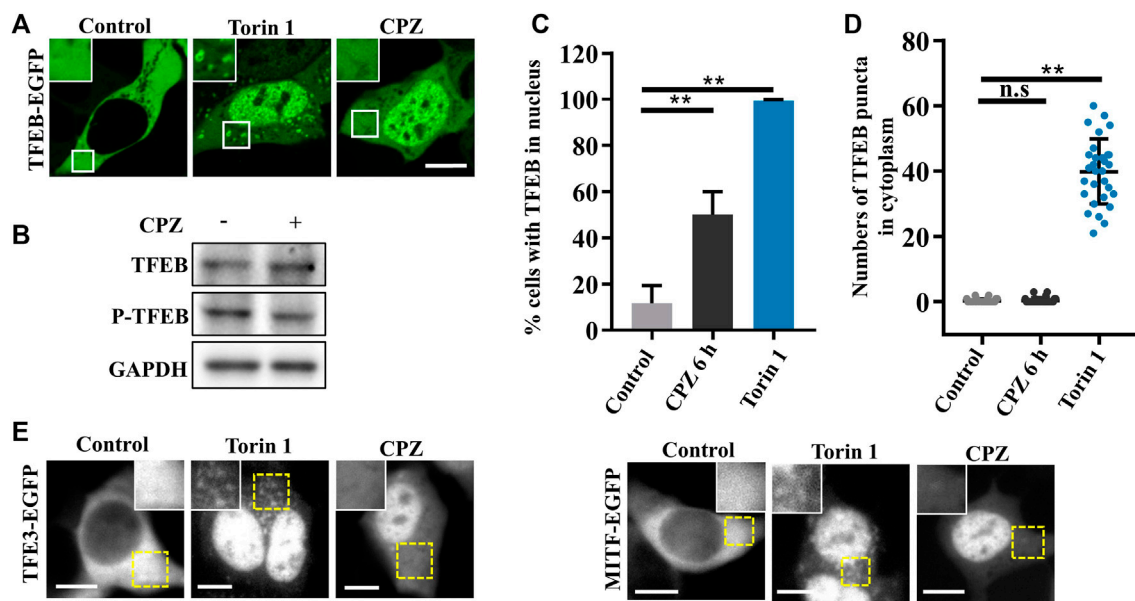 A
Control
Torin 1
CPZ
TFEB-EGFP
B
CPZ
- +
TFEB
P-TFEB
GAPDH
C
% cells with TFEB in nucleus
100
80
60
40
20
0
**
**
Control
CPZ 6 h
Torin 1
D
Numbers of TFEB puncta
in cytoplasm
80
60
40
20
0
**
n.s
Control
CPZ 6 h
Torin 1
E
Control
Torin 1
CPZ
TFE3-EGFP
Control
Torin 1
CPZ
MITF-EGFP